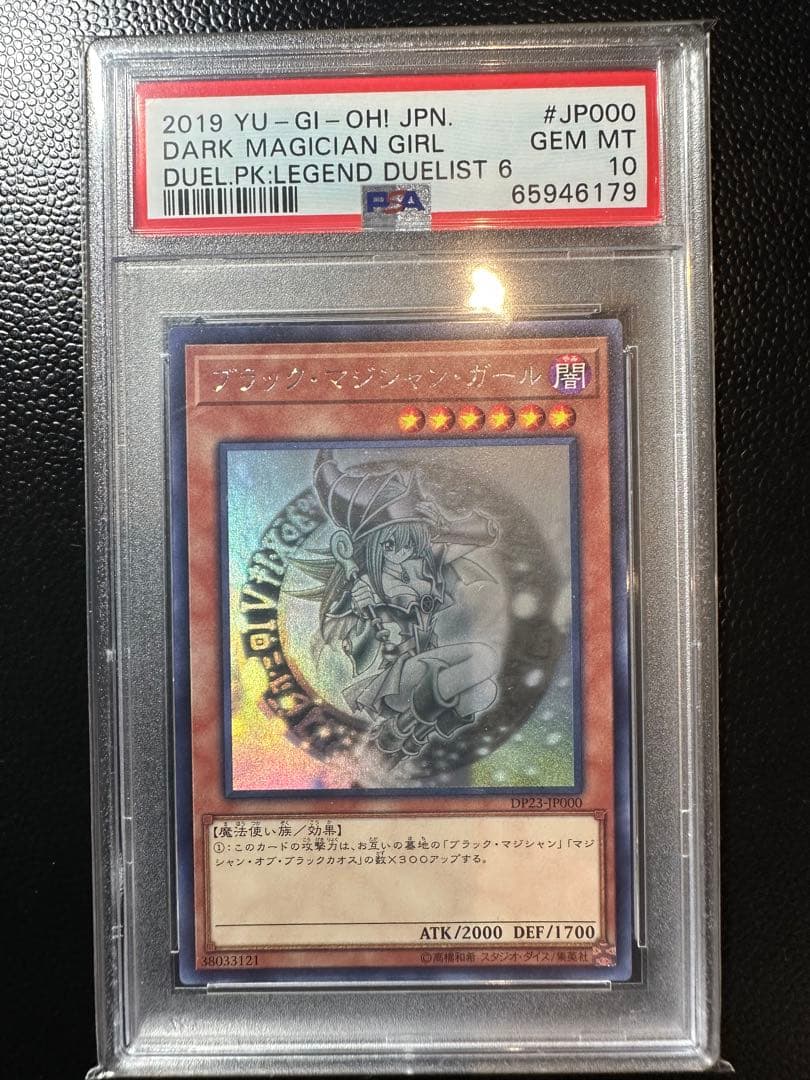 2019 YU-GI-OH! JPN. #JP000
DARK MAGICIAN GIRL GEM MT
DUEL.PK:LEGEND DUELIST 6 10
PSA 65946179
ブラック・マジシャン・ガール 闇
DP23-JP000
【魔法使い族／効果】
①：このカードの攻撃力は、お互いの墓地の「ブラック・マジシャン」「マジ
シャン・オブ・ブラックカオス」の数×300アップする。
ATK/2000 DEF/1700
38033121 ©高橋和希 スタジオ・ダイス/集英社